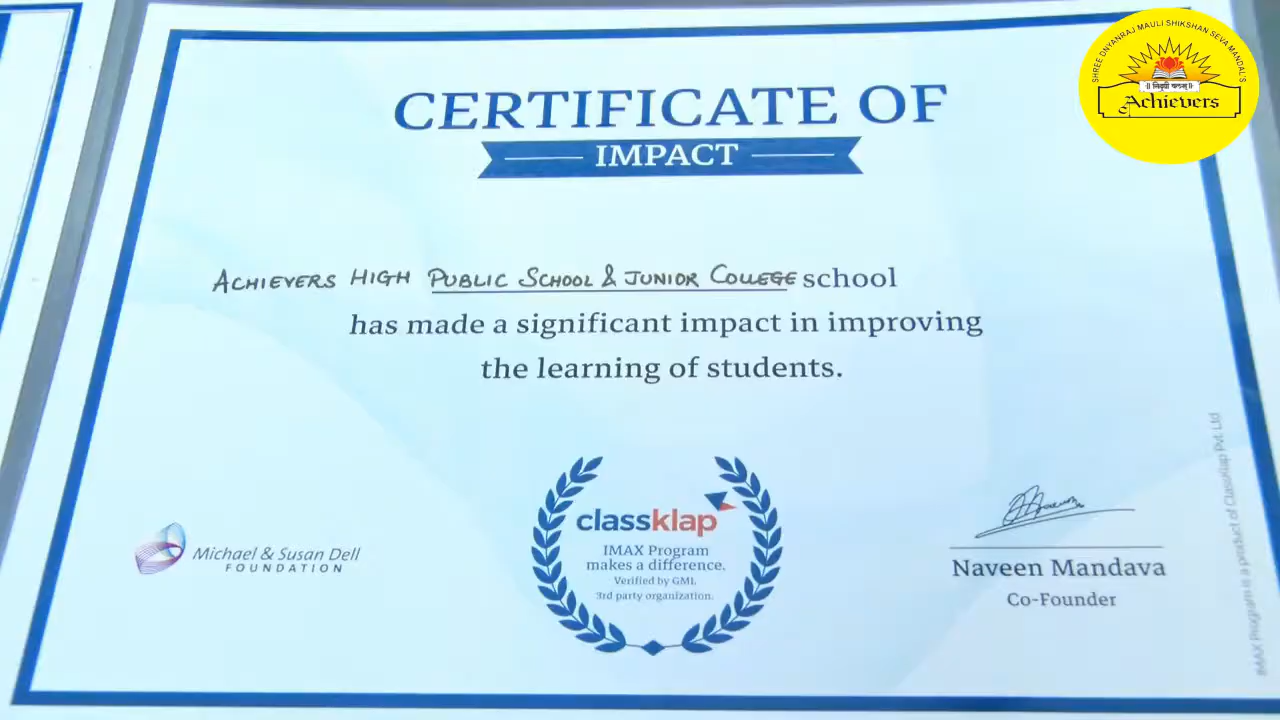 SHREE DNYANRAJ MAULI SHIKSHAN SEVA MANDAL'S
Achievers
CERTIFICATE OF
IMPACT
ACHIEVERS HIGH PUBLIC SCHOOL & JUNIOR COLLEGE school
has made a significant impact in improving
the learning of students.
classklap
IMAX Program
makes a difference.
Verified by GMI,
3rd party organization.
Michael & Susan Dell
FOUNDATION
Naveen Mandava
Co-Founder
IMAX Program is a product of ClassKlap Pvt. Ltd